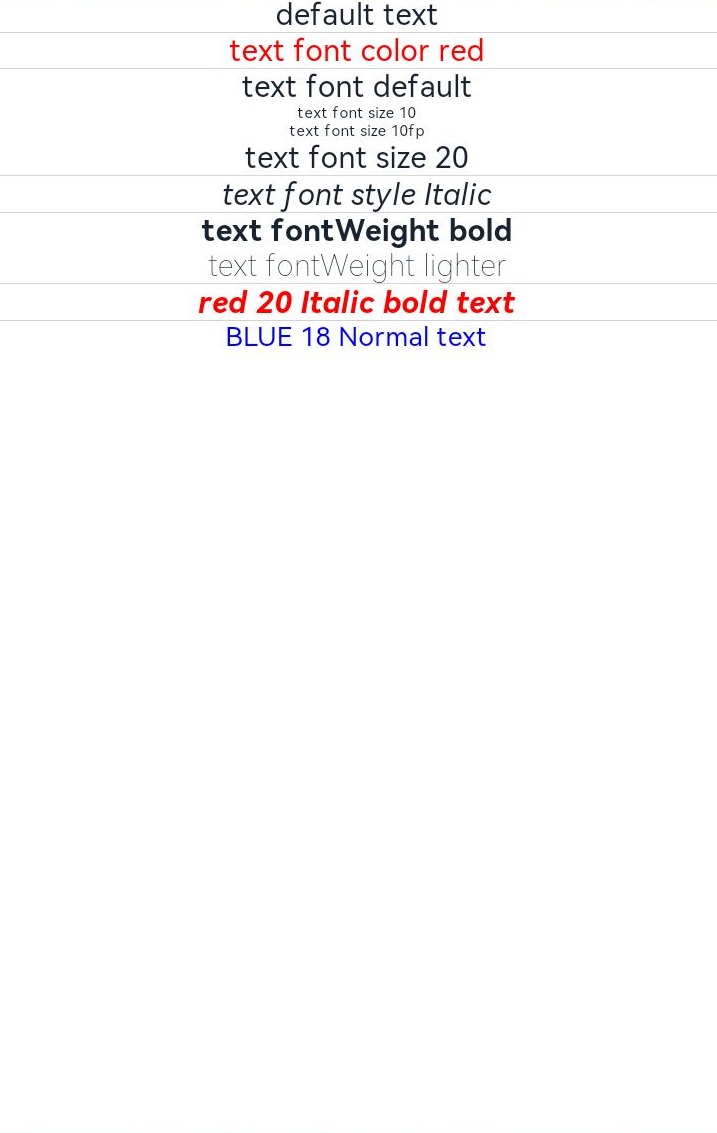 default text
text font color red
text font default
text font size 10
text font size 10fp
text font size 20
text font style Italic
text fontWeight bold
text fontWeight lighter
red 20 Italic bold text
BLUE 18 Normal text